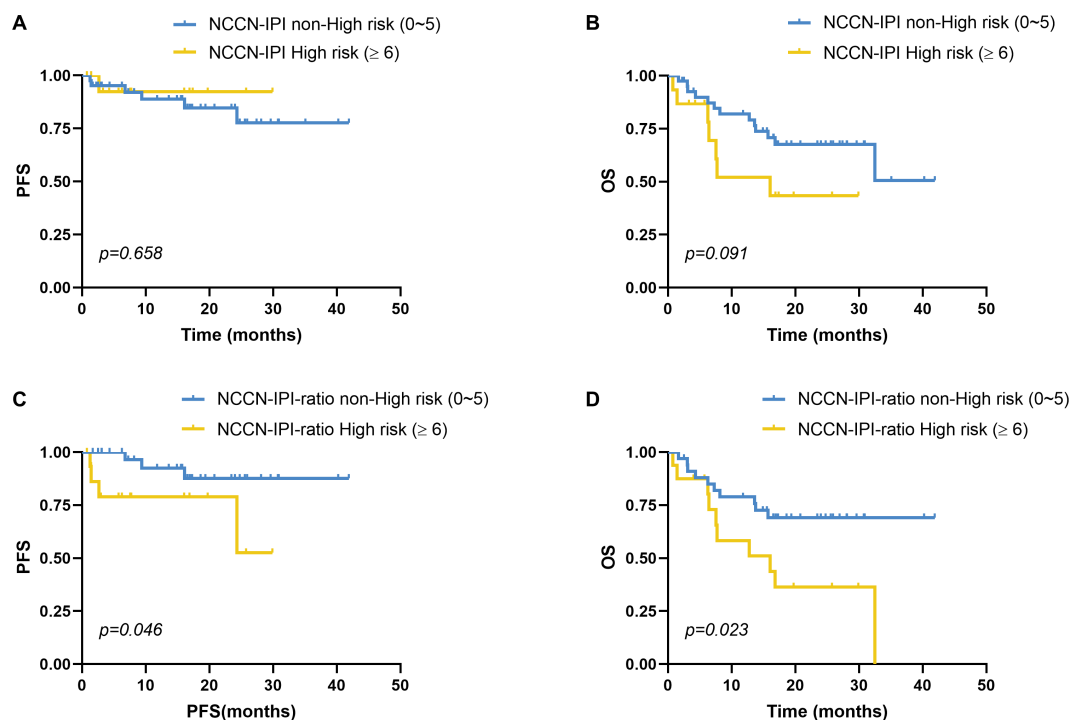 A
NCCN-IPI non-High risk (0~5)
NCCN-IPI High risk (≥ 6)
1.00
0.75
0.50
0.25
0.00
PFS
p=0.658
0 10 20 30 40 50
Time (months)
B
NCCN-IPI non-High risk (0~5)
NCCN-IPI High risk (≥ 6)
1.00
0.75
0.50
0.25
0.00
OS
p=0.091
0 10 20 30 40 50
Time (months)
C
NCCN-IPI-ratio non-High risk (0~5)
NCCN-IPI-ratio High risk (≥ 6)
1.00
0.75
0.50
0.25
0.00
PFS
p=0.046
0 10 20 30 40 50
PFS(months)
D
NCCN-IPI-ratio non-High risk (0~5)
NCCN-IPI-ratio High risk (≥ 6)
1.00
0.75
0.50
0.25
0.00
OS
p=0.023
0 10 20 30 40 50
Time (months)